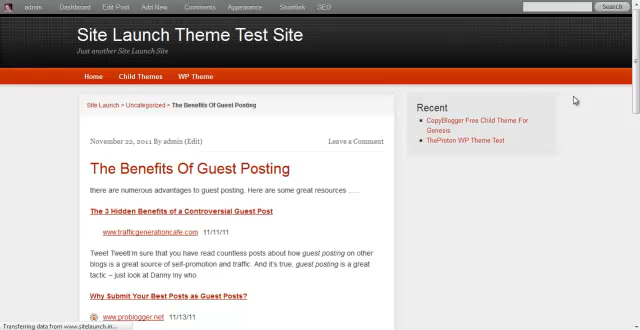 admin Dashboard Edit Post Add New Comments Appearance Shortlink SEO Search
Site Launch Theme Test Site
Just another Site Launch Site
Home Child Themes WP Theme
Site Launch > Uncategorized > The Benefits Of Guest Posting
November 22, 2011 By admin (Edit) Leave a Comment
The Benefits Of Guest Posting
there are numerous advantages to guest posting. Here are some great resources …..
The 3 Hidden Benefits of a Controversial Guest Post
www.trafficgenerationcafe.com 11/11/11
Tweet TweetI'm sure that you have read countless posts about how guest posting on other
blogs is a great source of self-promotion and traffic. And it's true, guest posting is a great
tactic – just look at Danny Iny who.
Why Submit Your Best Posts as Guest Posts?
www.problogger.net 11/13/11
Recent
CopyBlogger Free Child Theme For
Genesis
TheProton WP Theme Test
Transferring data from www.sitelaunch.in...